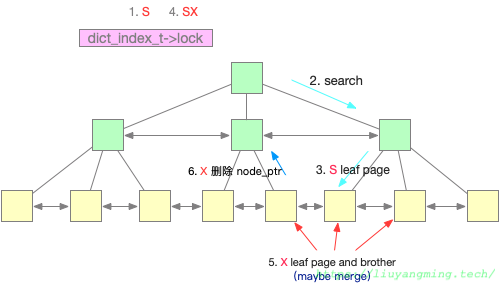 1. S 4. SX
dict_index_t->lock
2. search
6. X 删除 node_ptr
3. S leaf page
5. X leaf page and brother
(maybe merge)
liuyangming.tech/